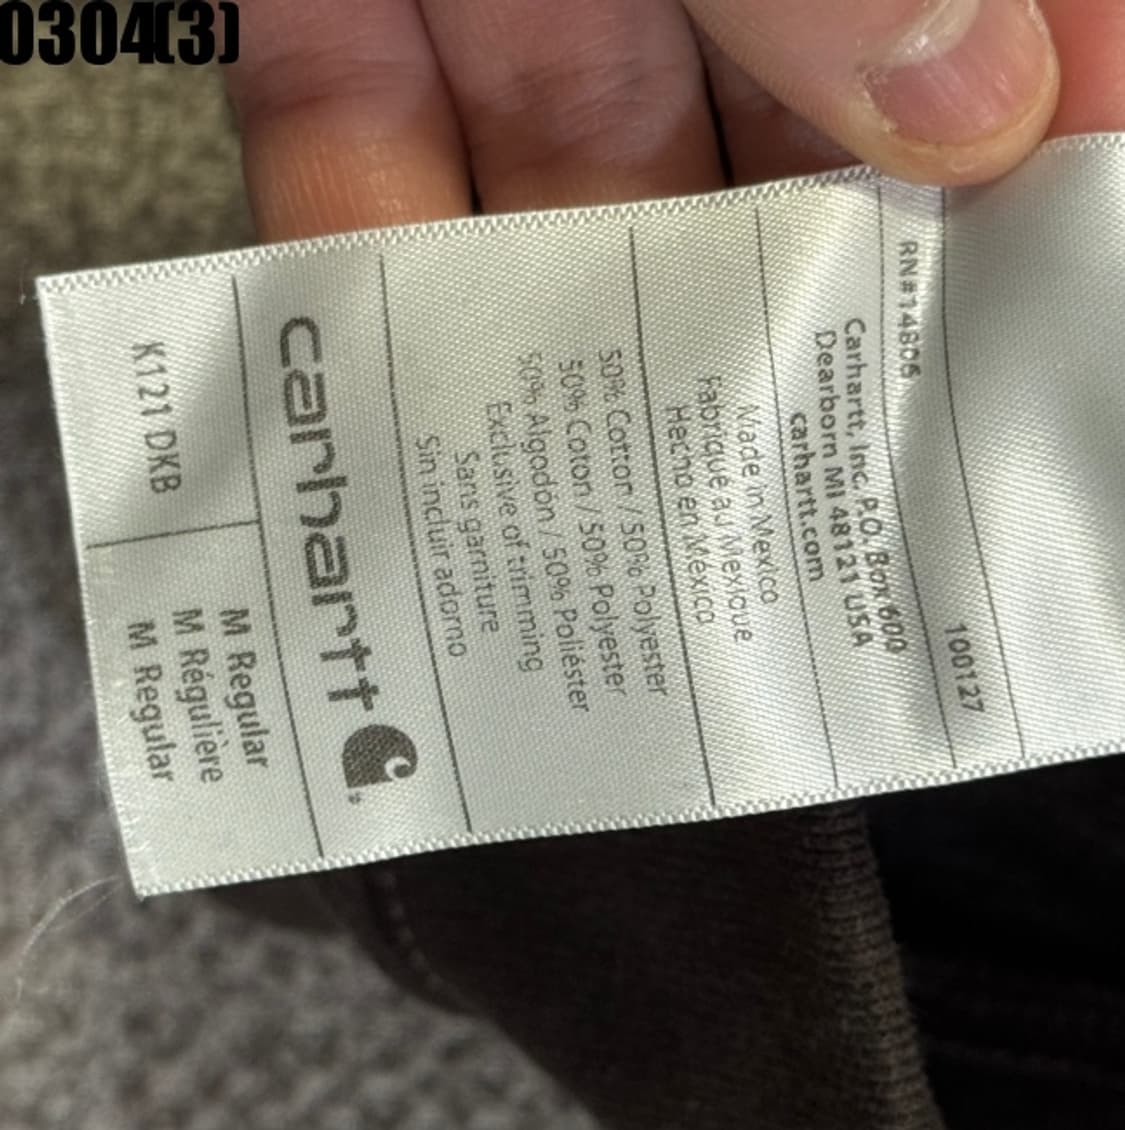 0304(3)
K121 DKB
M Regular
M Régulière
M Regular
carhartt
50% Cotton / 50% Polyester
50% Coton / 50% Polyester
50% Algodón / 50% Poliéster
Exclusive of trimming
Sans garniture
Sin incluir adorno
Made in Mexico
Fabriqué au Mexique
Hecho en México
Carhartt, Inc. P.O. Box 600
Dearborn MI 48121 USA
carhartt.com
RN#14806
100127